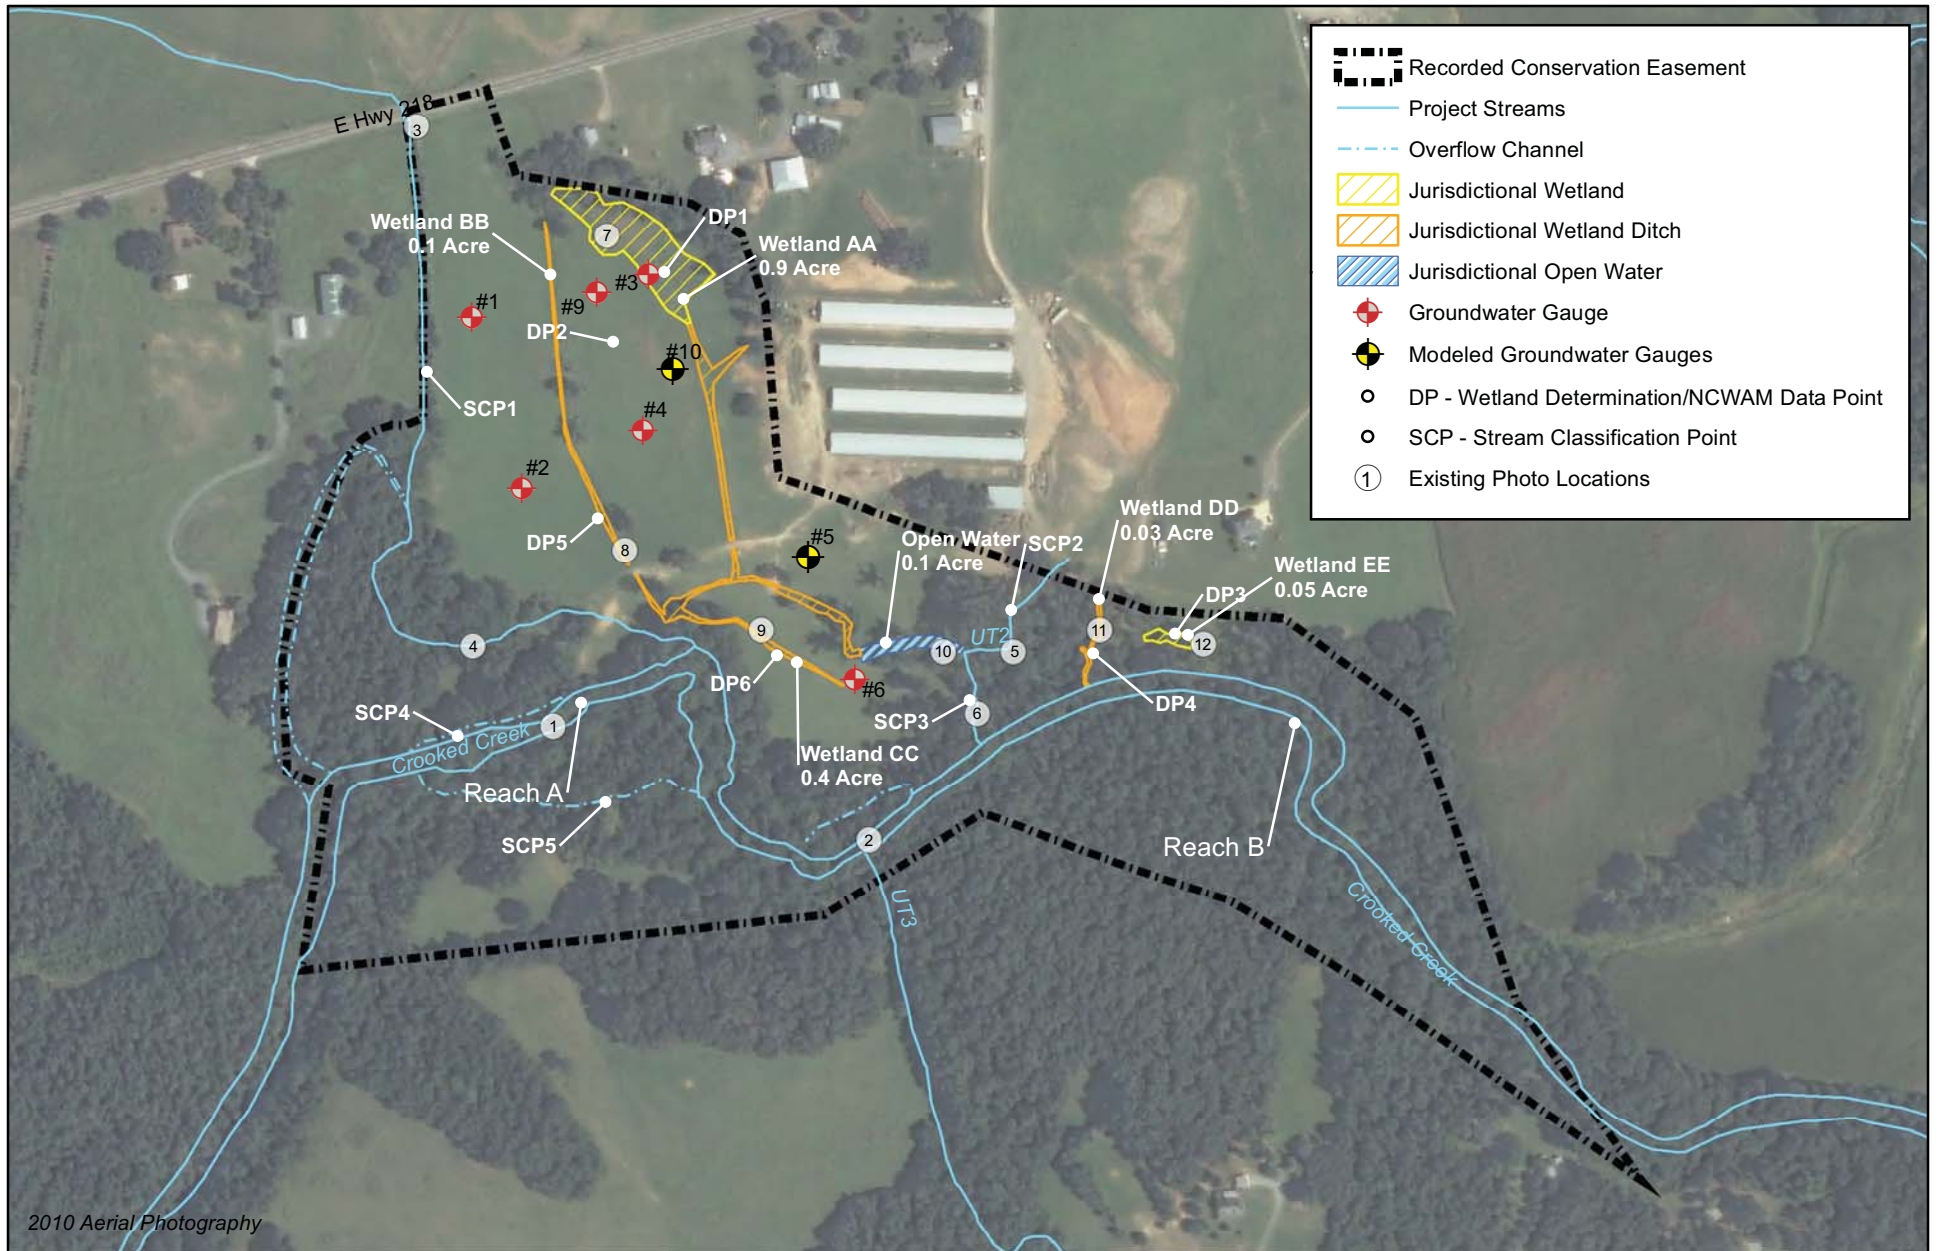 E Hwy 218
3
Recorded Conservation Easement
Project Streams
Overflow Channel
Jurisdictional Wetland
Jurisdictional Wetland Ditch
Jurisdictional Open Water
Groundwater Gauge
Modeled Groundwater Gauges
DP - Wetland Determination/NCWAM Data Point
SCP - Stream Classification Point
1
Existing Photo Locations
Wetland BB
0.1 Acre
7
DP1
Wetland AA
0.9 Acre
#1
#9
#3
DP2
#10
SCP1
#4
#2
DP5
8
#5
Open Water
0.1 Acre
SCP2
Wetland DD
0.03 Acre
DP3
Wetland EE
0.05 Acre
4
9
10
UT2
5
11
12
DP6
#6
SCP3
6
DP4
SCP4
1
Crooked Creek
Reach A
Wetland CC
0.4 Acre
SCP5
2
Reach B
UT3
Crooked Creek
2010 Aerial Photography